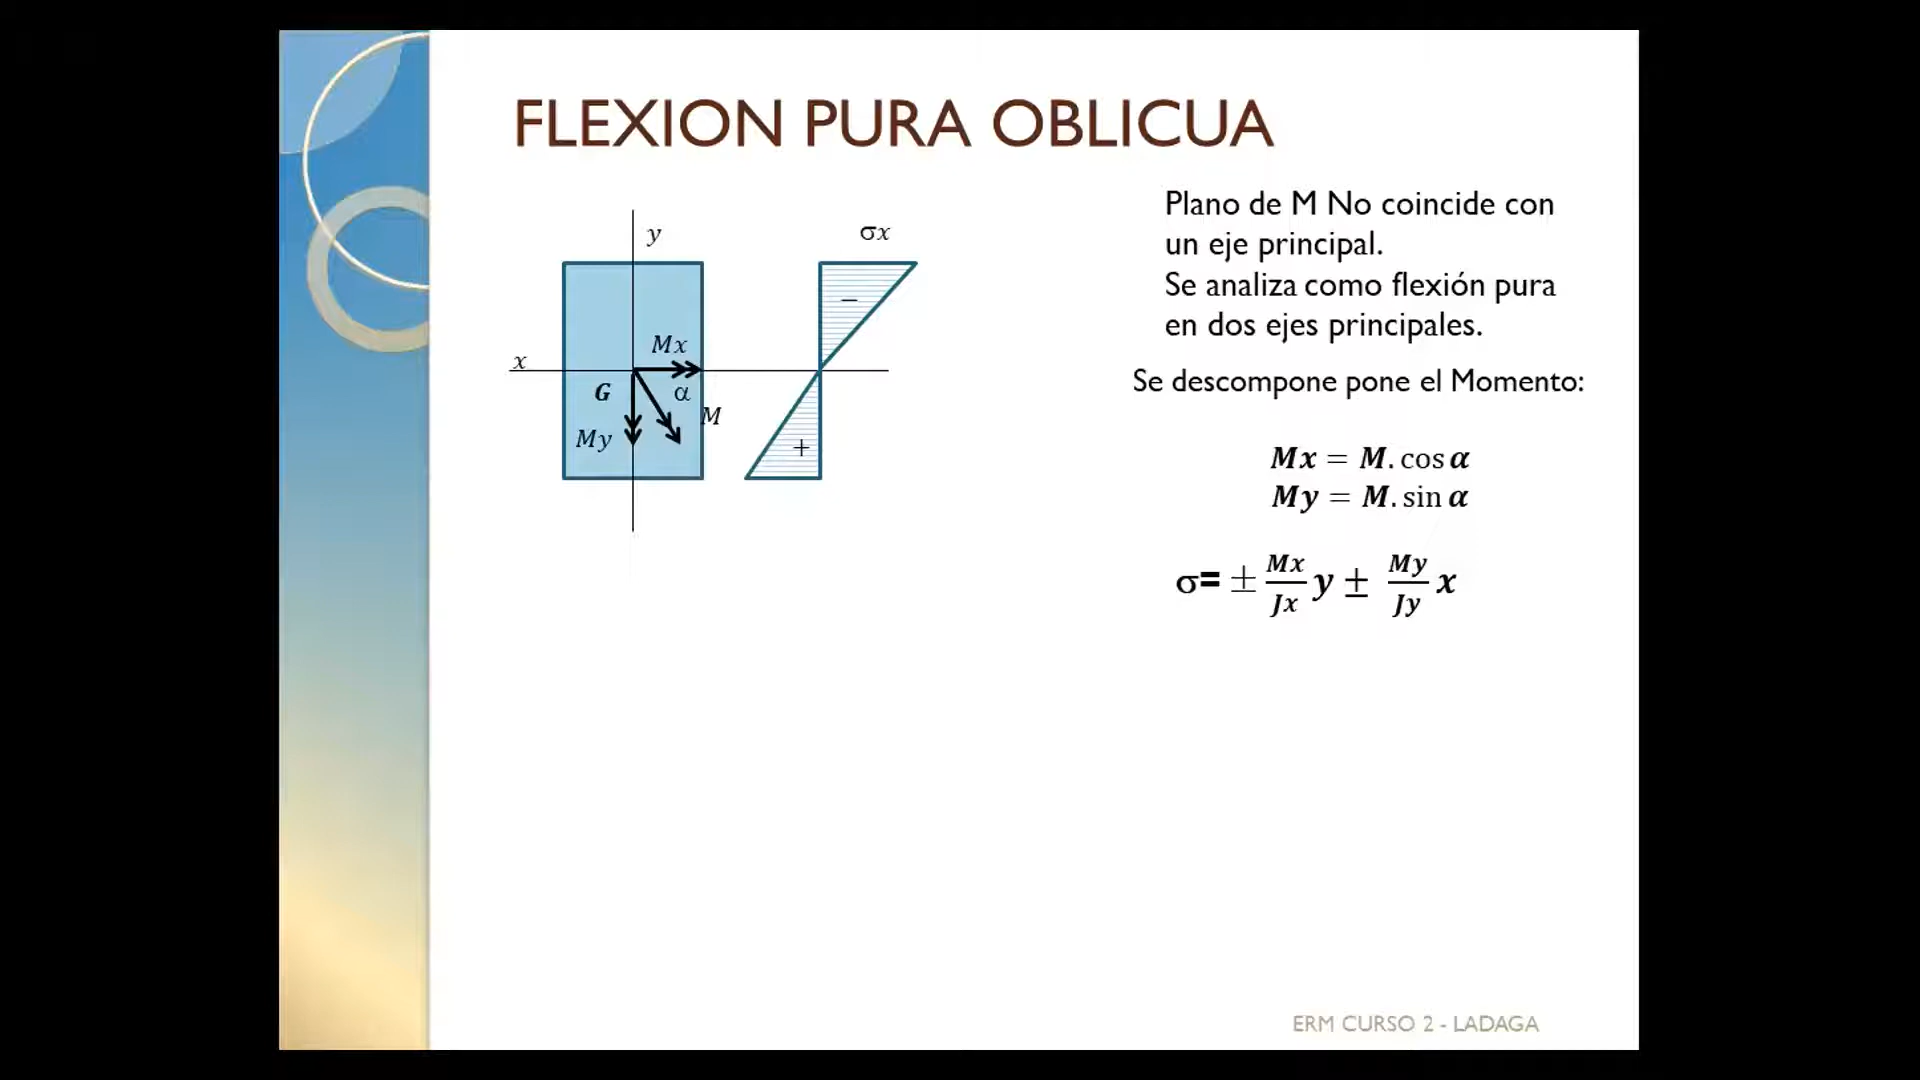 FLEXION PURA OBLICUA
Plano de M No coincide con
un eje principal.
Se analiza como flexión pura
en dos ejes principales.
Se descompone pone el Momento:
Mx = M. cos α
My = M. sin α
σ= ± Mx/Jx y ± My/Jy x
y
σx
−
Mx
x
G
α
M
My
+
ERM CURSO 2 - LADAGA